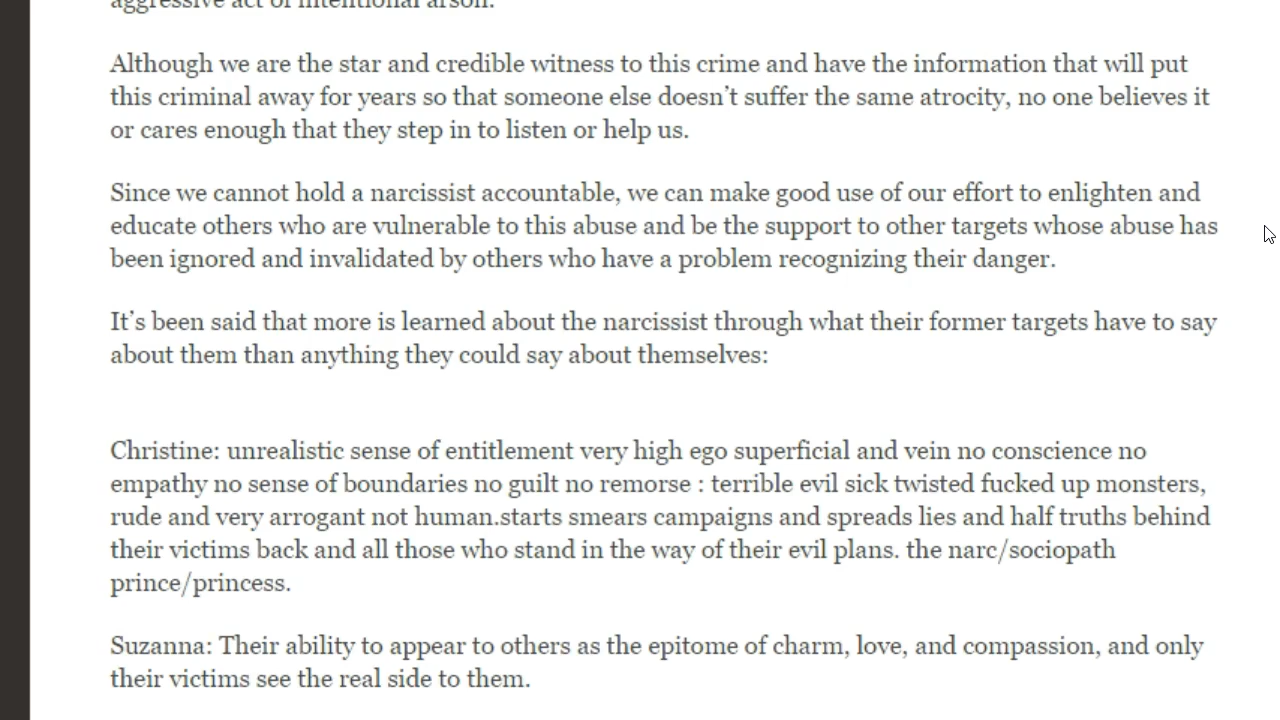 aggressive act of intentional arson.
Although we are the star and credible witness to this crime and have the information that will put
this criminal away for years so that someone else doesn’t suffer the same atrocity, no one believes it
or cares enough that they step in to listen or help us.
Since we cannot hold a narcissist accountable, we can make good use of our effort to enlighten and
educate others who are vulnerable to this abuse and be the support to other targets whose abuse has
been ignored and invalidated by others who have a problem recognizing their danger.
It’s been said that more is learned about the narcissist through what their former targets have to say
about them than anything they could say about themselves:
Christine: unrealistic sense of entitlement very high ego superficial and vein no conscience no
empathy no sense of boundaries no guilt no remorse : terrible evil sick twisted fucked up monsters,
rude and very arrogant not human.starts smears campaigns and spreads lies and half truths behind
their victims back and all those who stand in the way of their evil plans. the narc/sociopath
prince/princess.
Suzanna: Their ability to appear to others as the epitome of charm, love, and compassion, and only
their victims see the real side to them.